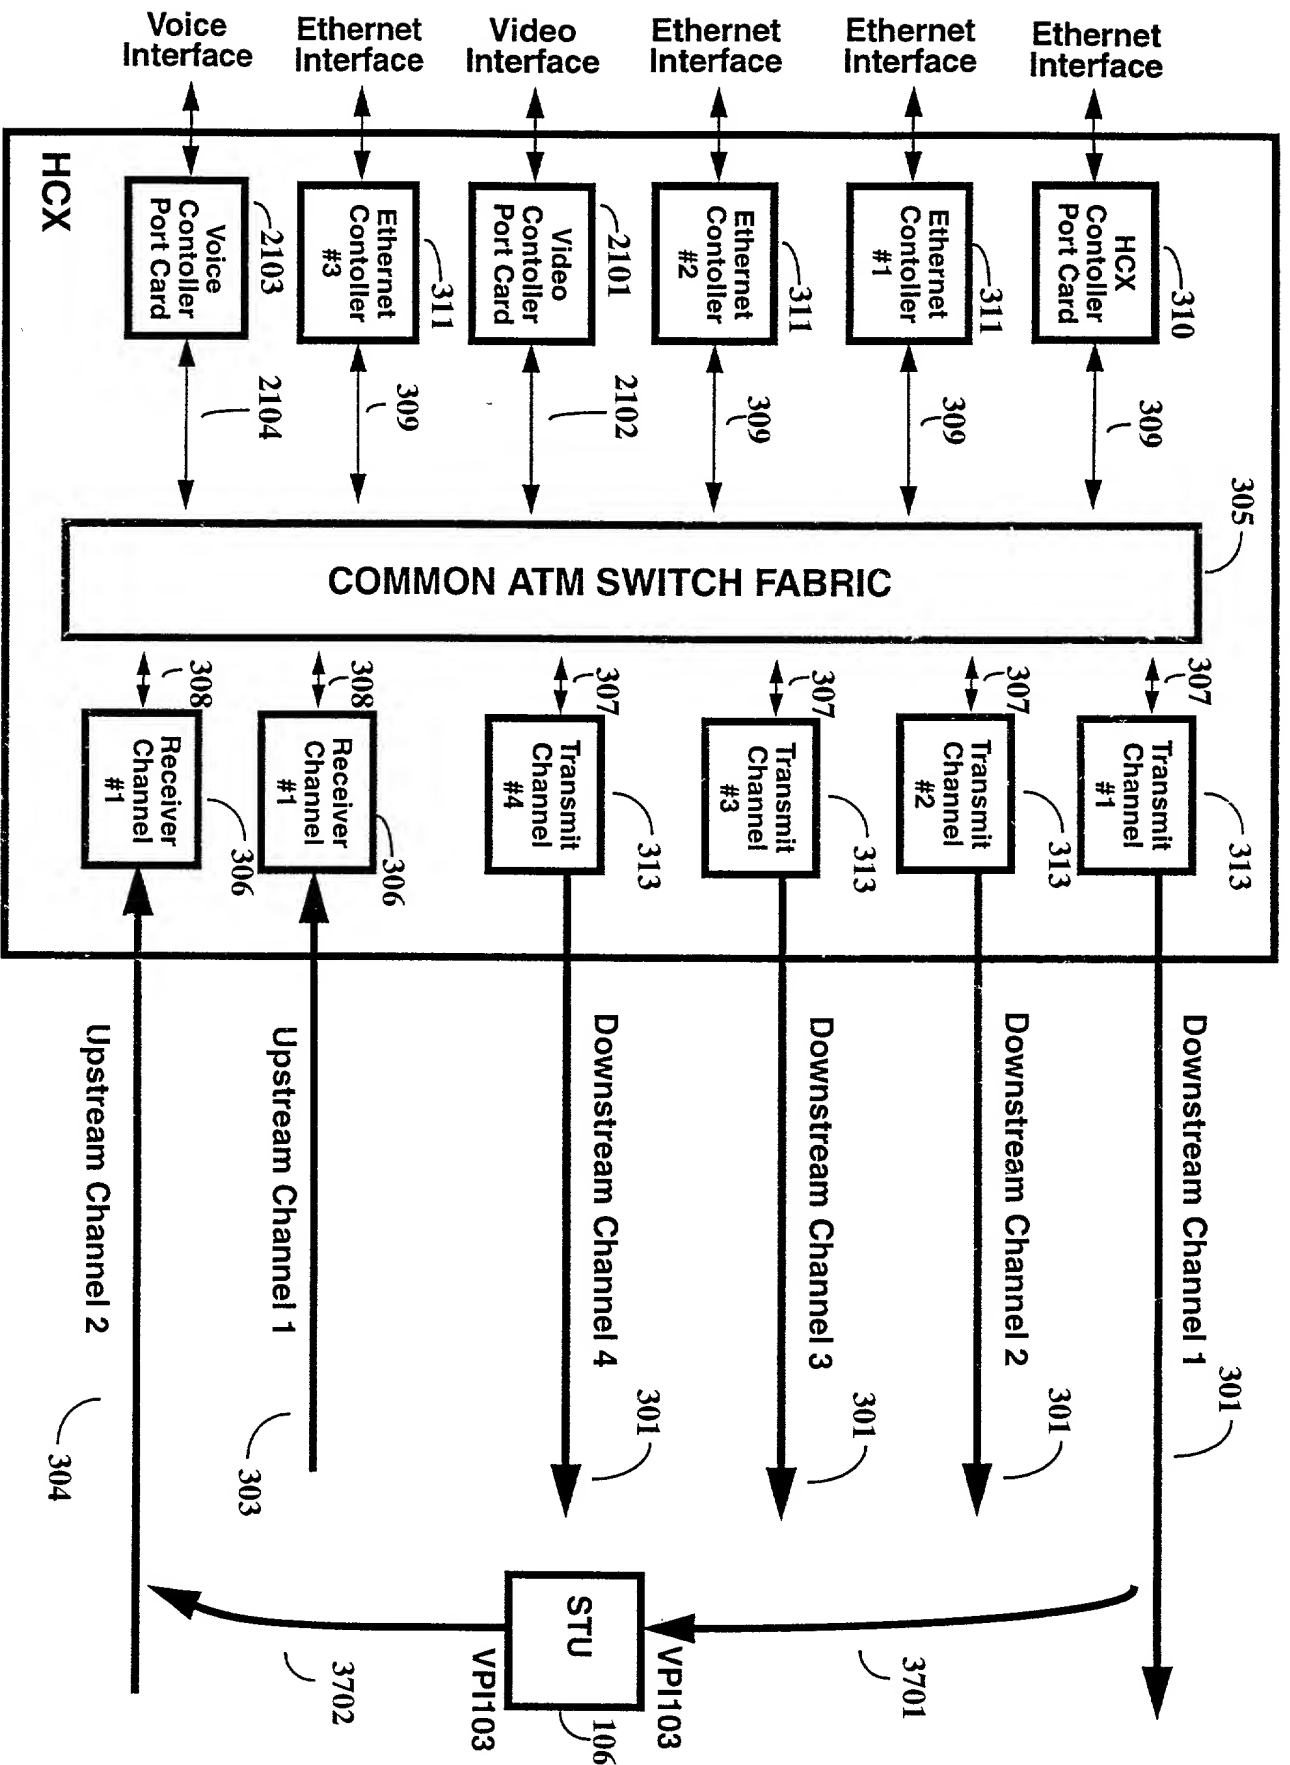 Voice
Interface
Ethernet
Interface
Video
Interface
Ethernet
Interface
Ethernet
Interface
Ethernet
Interface
HCX
Voice
Contoller
Port Card
2103
Ethernet
Contoller
#3
311
Video
Contoller
Port Card
2101
Ethernet
Contoller
#2
311
Ethernet
Contoller
#1
311
HCX
Contoller
Port Card
310
2104
309
2102
309
309
309
305
COMMON ATM SWITCH FABRIC
308
308
307
307
307
307
Receiver
Channel
#1
306
Receiver
Channel
#1
306
Transmit
Channel
#4
313
Transmit
Channel
#3
313
Transmit
Channel
#2
313
Transmit
Channel
#1
313
Upstream Channel 2
304
Upstream Channel 1
303
Downstream Channel 4
301
Downstream Channel 3
301
Downstream Channel 2
301
Downstream Channel 1
301
STU
VPI103
VPI103
106
3702
3701